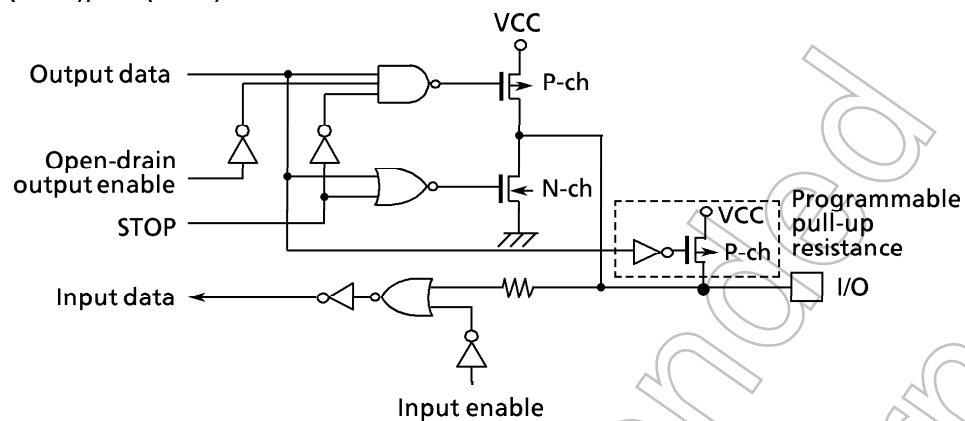 VCC
Output data
P-ch
Open-drain
output enable
N-ch
STOP
VCC
P-ch
Programmable
pull-up
resistance
Input data
I/O
Input enable